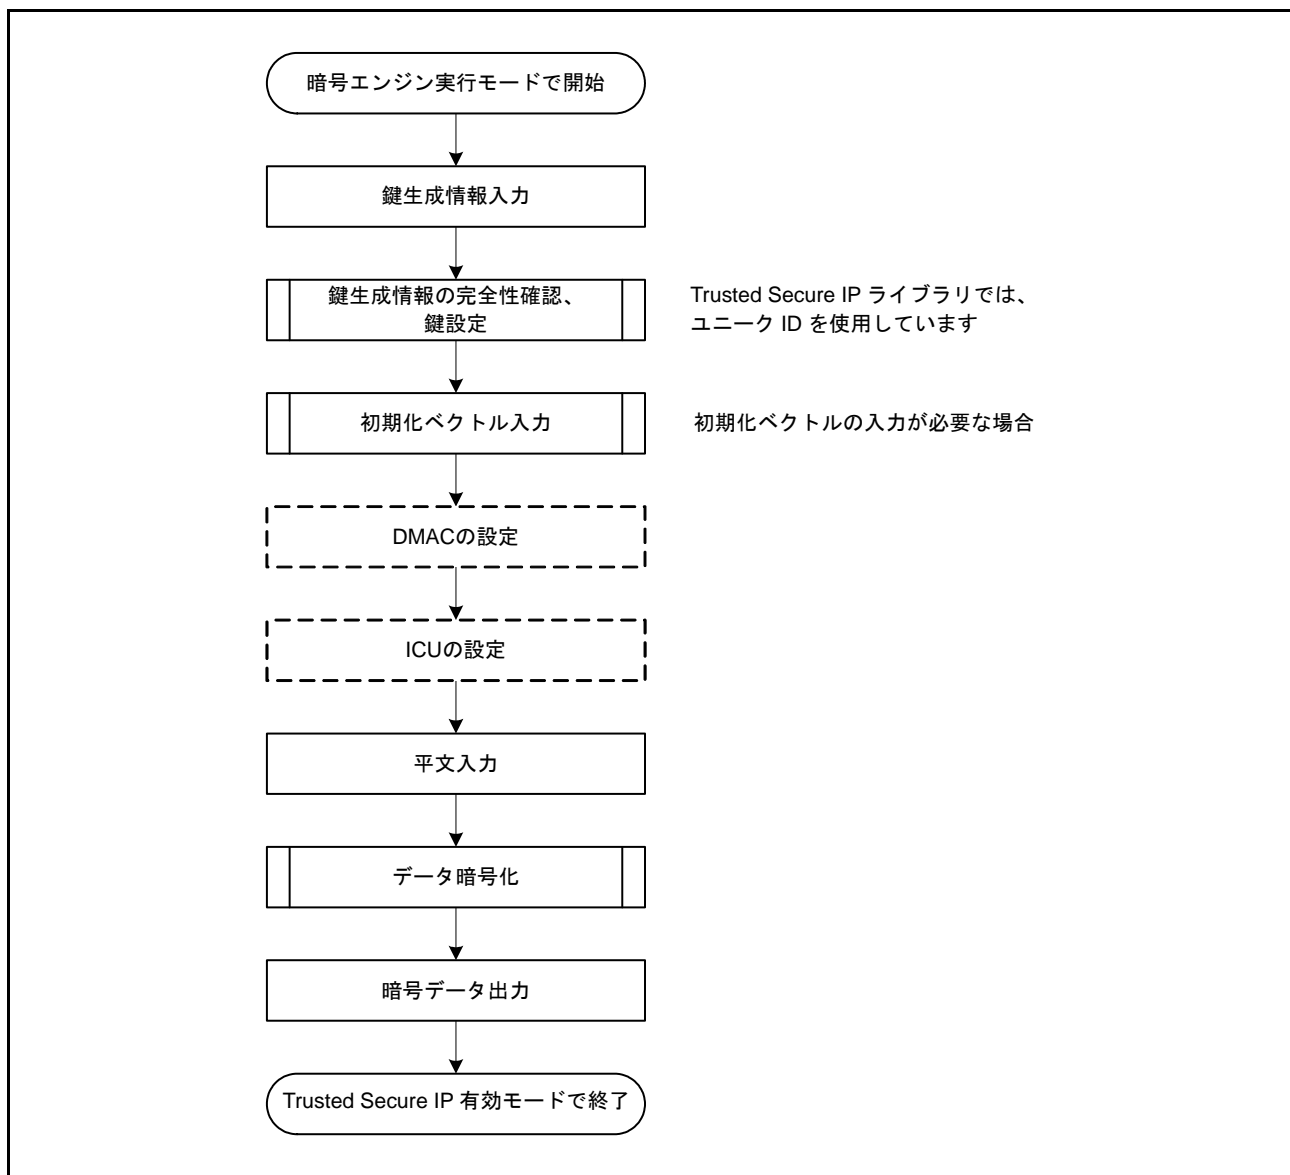 暗号エンジン実行モードで開始
鍵生成情報入力
鍵生成情報の完全性確認、
鍵設定
Trusted Secure IP ライブラリでは、
ユニーク ID を使用しています
初期化ベクトル入力
初期化ベクトルの入力が必要な場合
DMACの設定
ICUの設定
平文入力
データ暗号化
暗号データ出力
Trusted Secure IP 有効モードで終了